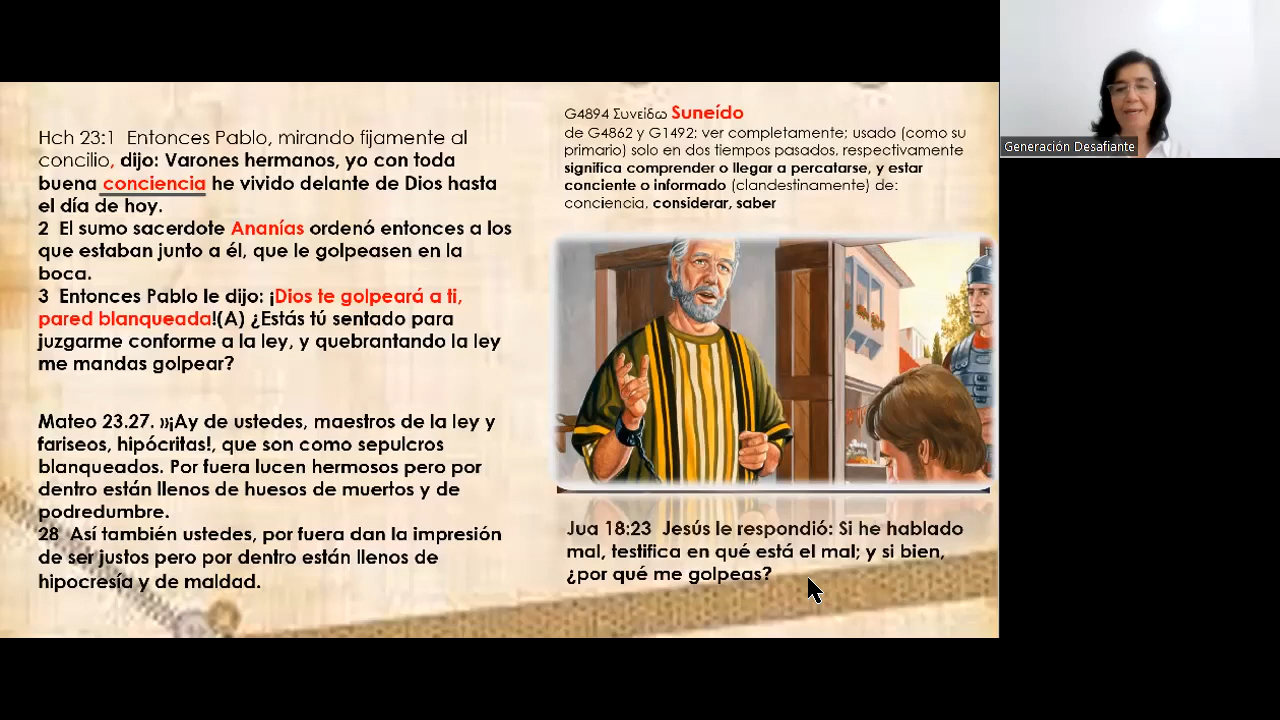 Hch 23:1  Entonces Pablo, mirando fijamente al
concilio, dijo: Varones hermanos, yo con toda
buena conciencia he vivido delante de Dios hasta
el día de hoy.
2  El sumo sacerdote Ananías ordenó entonces a los
que estaban junto a él, que le golpeasen en la
boca.
3  Entonces Pablo le dijo: ¡Dios te golpeará a ti,
pared blanqueada!(A) ¿Estás tú sentado para
juzgarme conforme a la ley, y quebrantando la ley
me mandas golpear?
Mateo 23.27. »¡Ay de ustedes, maestros de la ley y
fariseos, hipócritas!, que son como sepulcros
blanqueados. Por fuera lucen hermosos pero por
dentro están llenos de huesos de muertos y de
podredumbre.
28  Así también ustedes, por fuera dan la impresión
de ser justos pero por dentro están llenos de
hipocresía y de maldad.
G4894 Συνείδω Suneído
de G4862 y G1492; ver completamente; usado (como su
primario) solo en dos tiempos pasados, respectivamente
significa comprender o llegar a percatarse, y estar
conciente o informado (clandestinamente) de:
conciencia, considerar, saber
Jua 18:23  Jesús le respondió: Si he hablado
mal, testifica en qué está el mal; y si bien,
¿por qué me golpeas?
Generación Desafiante